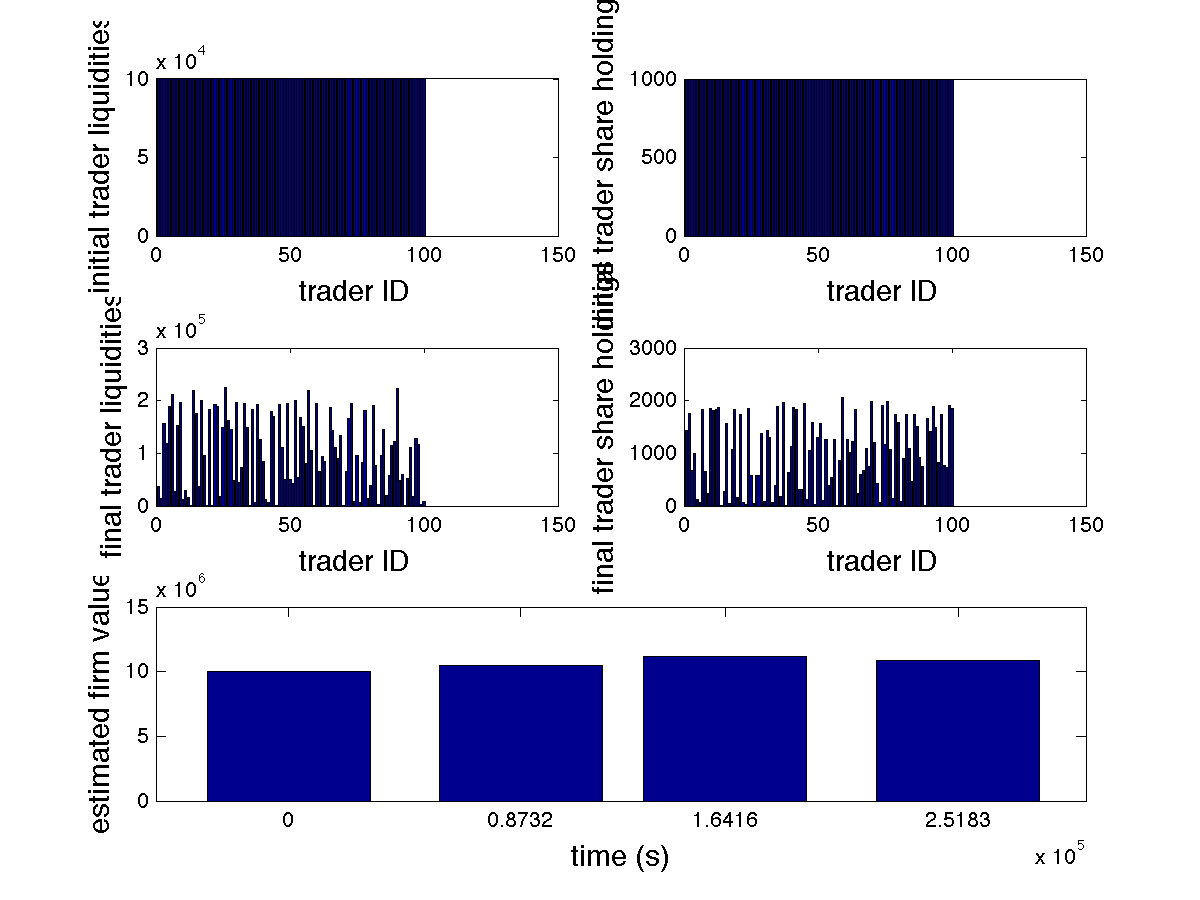 x 10^4
10
5
0
0 50 100 150
trader ID
initial trader liquidities
1000
500
0
0 50 100 150
trader ID
initial trader share holdings
x 10^5
3
2
1
0
0 50 100 150
trader ID
final trader liquidities
3000
2000
1000
0
0 50 100 150
trader ID
final trader share holdings
x 10^6
15
10
5
0
0 0.8732 1.6416 2.5183
time (s)
x 10^5
estimated firm value